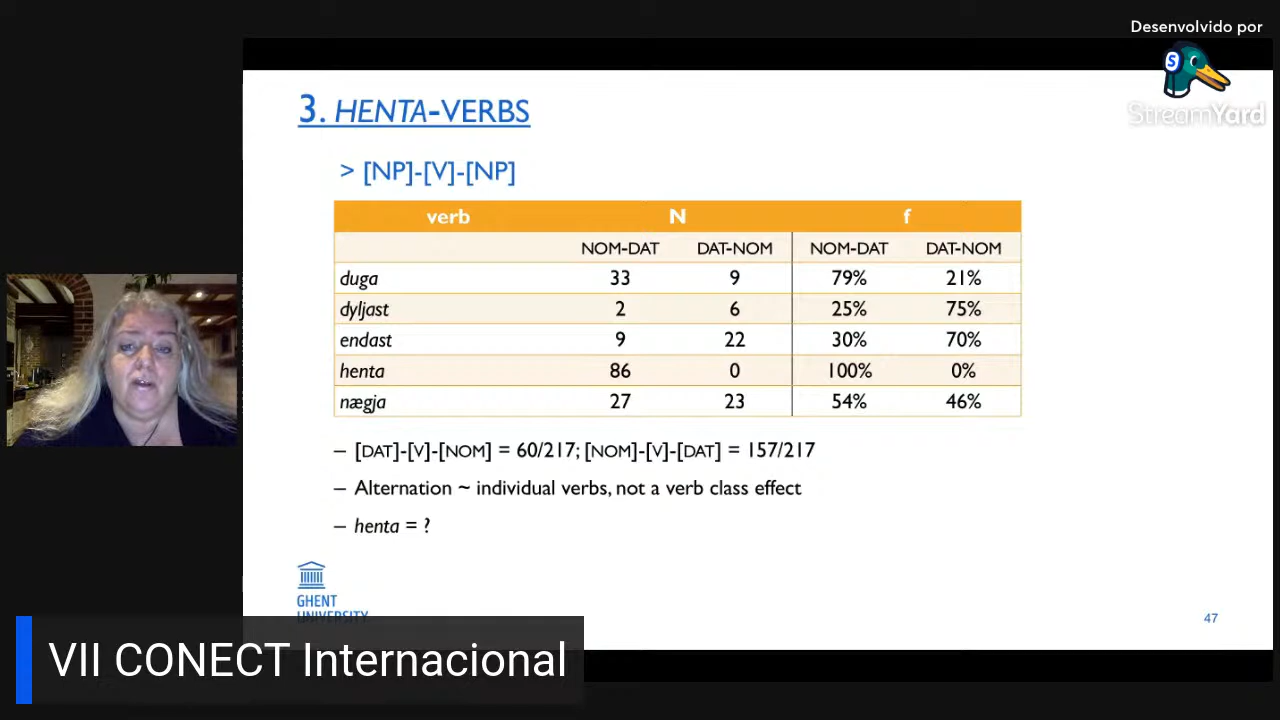 Desenvolvido por
S
StreamYard
3. HENTA-VERBS
> [NP]-[V]-[NP]
verb N f
NOM-DAT DAT-NOM NOM-DAT DAT-NOM
duga 33 9 79% 21%
dyljast 2 6 25% 75%
endast 9 22 30% 70%
henta 86 0 100% 0%
nægja 27 23 54% 46%
– [DAT]-[V]-[NOM] = 60/217; [NOM]-[V]-[DAT] = 157/217
– Alternation ~ individual verbs, not a verb class effect
– henta = ?
GHENT
UNIVERSITY
47
VII CONECT Internacional